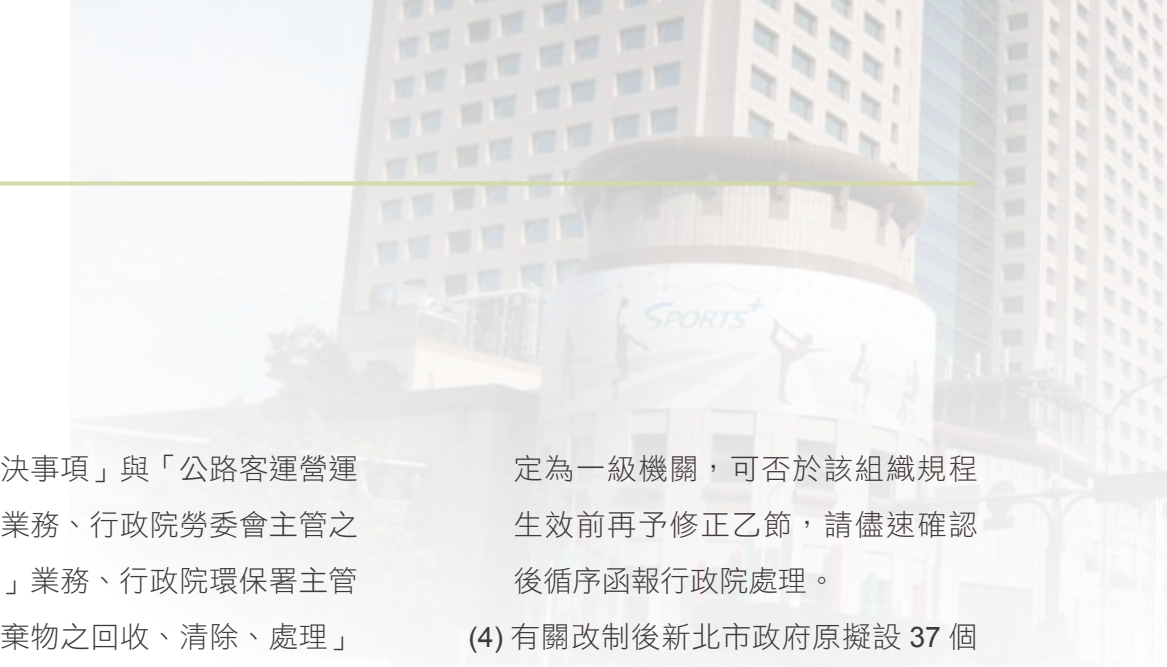 SPORTS+
決事項」與「公路客運營運
業務、行政院勞委會主管之
」業務、行政院環保署主管
棄物之回收、清除、處理」
定為一級機關，可否於該組織規程
生效前再予修正乙節，請儘速確認
後循序函報行政院處理。
(4) 有關改制後新北市政府原擬設 37 個